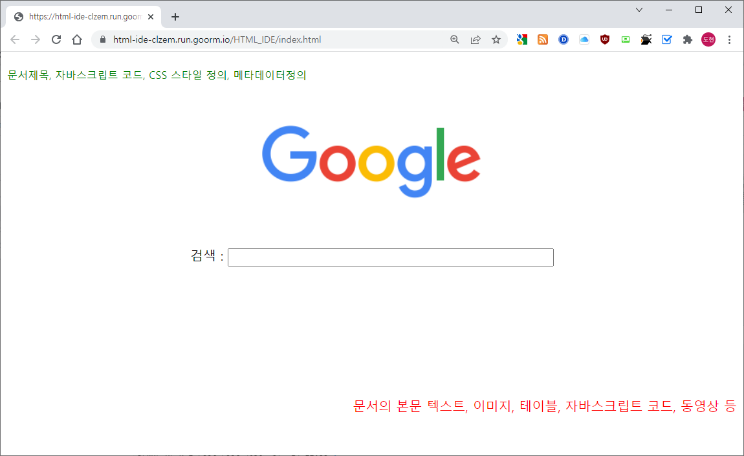 https://html-ide-clzem.run.goorm
html-ide-clzem.run.goorm.io/HTML_IDE/index.html
도현
문서제목, 자바스크립트 코드, CSS 스타일 정의, 메타데이터정의
Google
검색 :
문서의 본문 텍스트, 이미지, 테이블, 자바스크립트 코드, 동영상 등